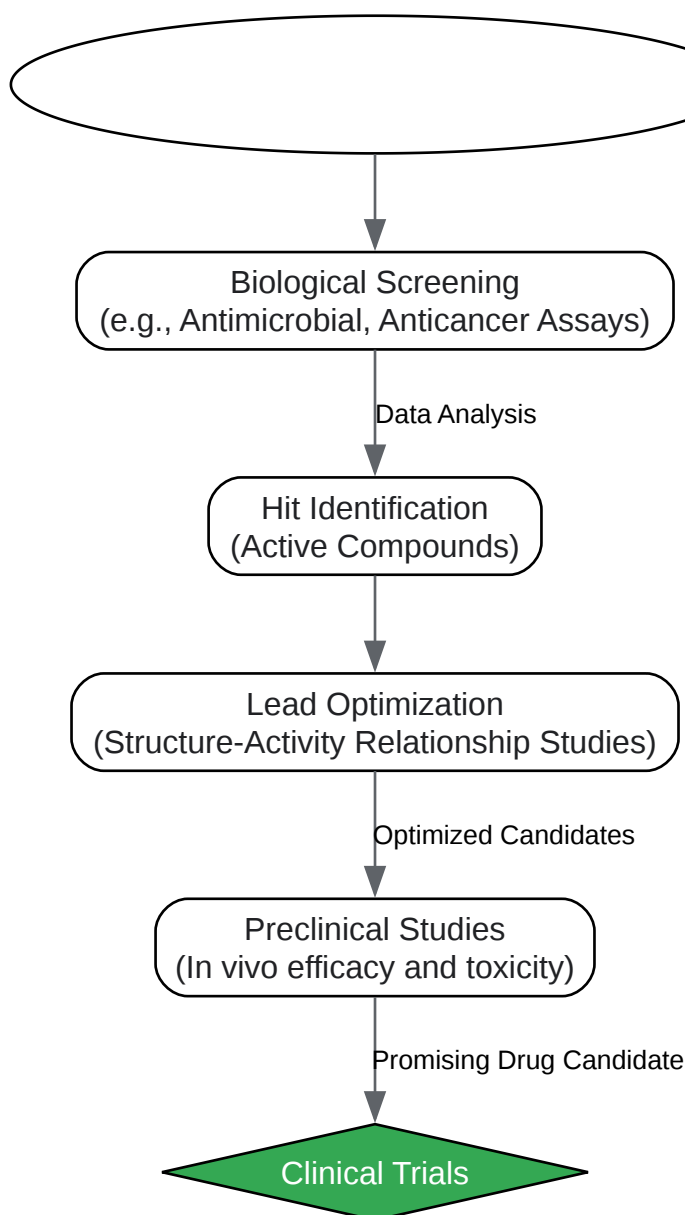 Biological Screening
(e.g., Antimicrobial, Anticancer Assays)
Data Analysis
Hit Identification
(Active Compounds)
Lead Optimization
(Structure-Activity Relationship Studies)
Optimized Candidates
Preclinical Studies
(In vivo efficacy and toxicity)
Promising Drug Candidate
Clinical Trials